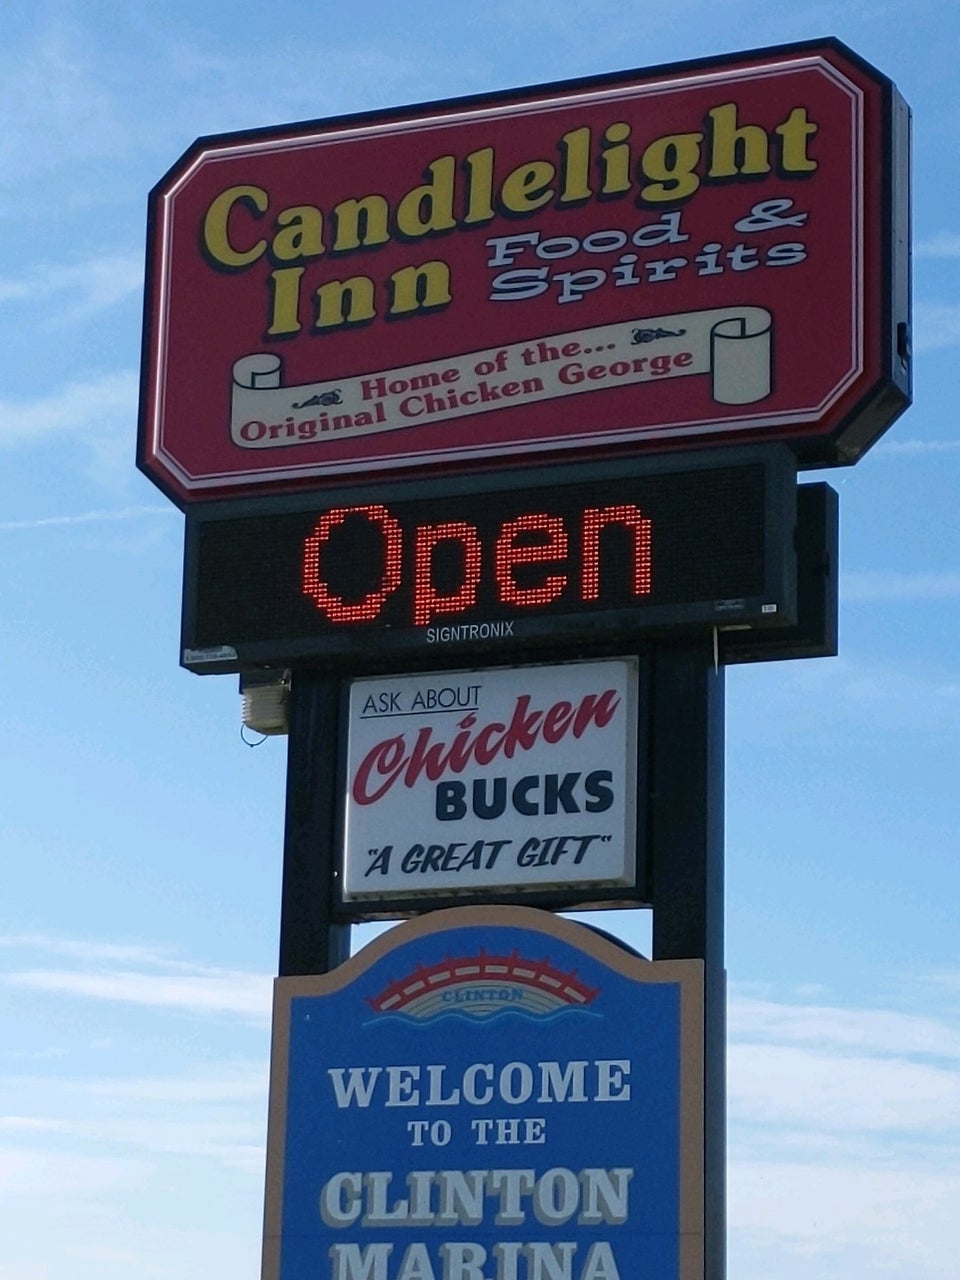 Candlelight
Inn Food &
Spirits
Home of the...
Original Chicken George
Open
SIGNTRONIX
ASK ABOUT
Chicken
BUCKS
"A GREAT GIFT"
CLINTON
WELCOME
TO THE
CLINTON
MARINA